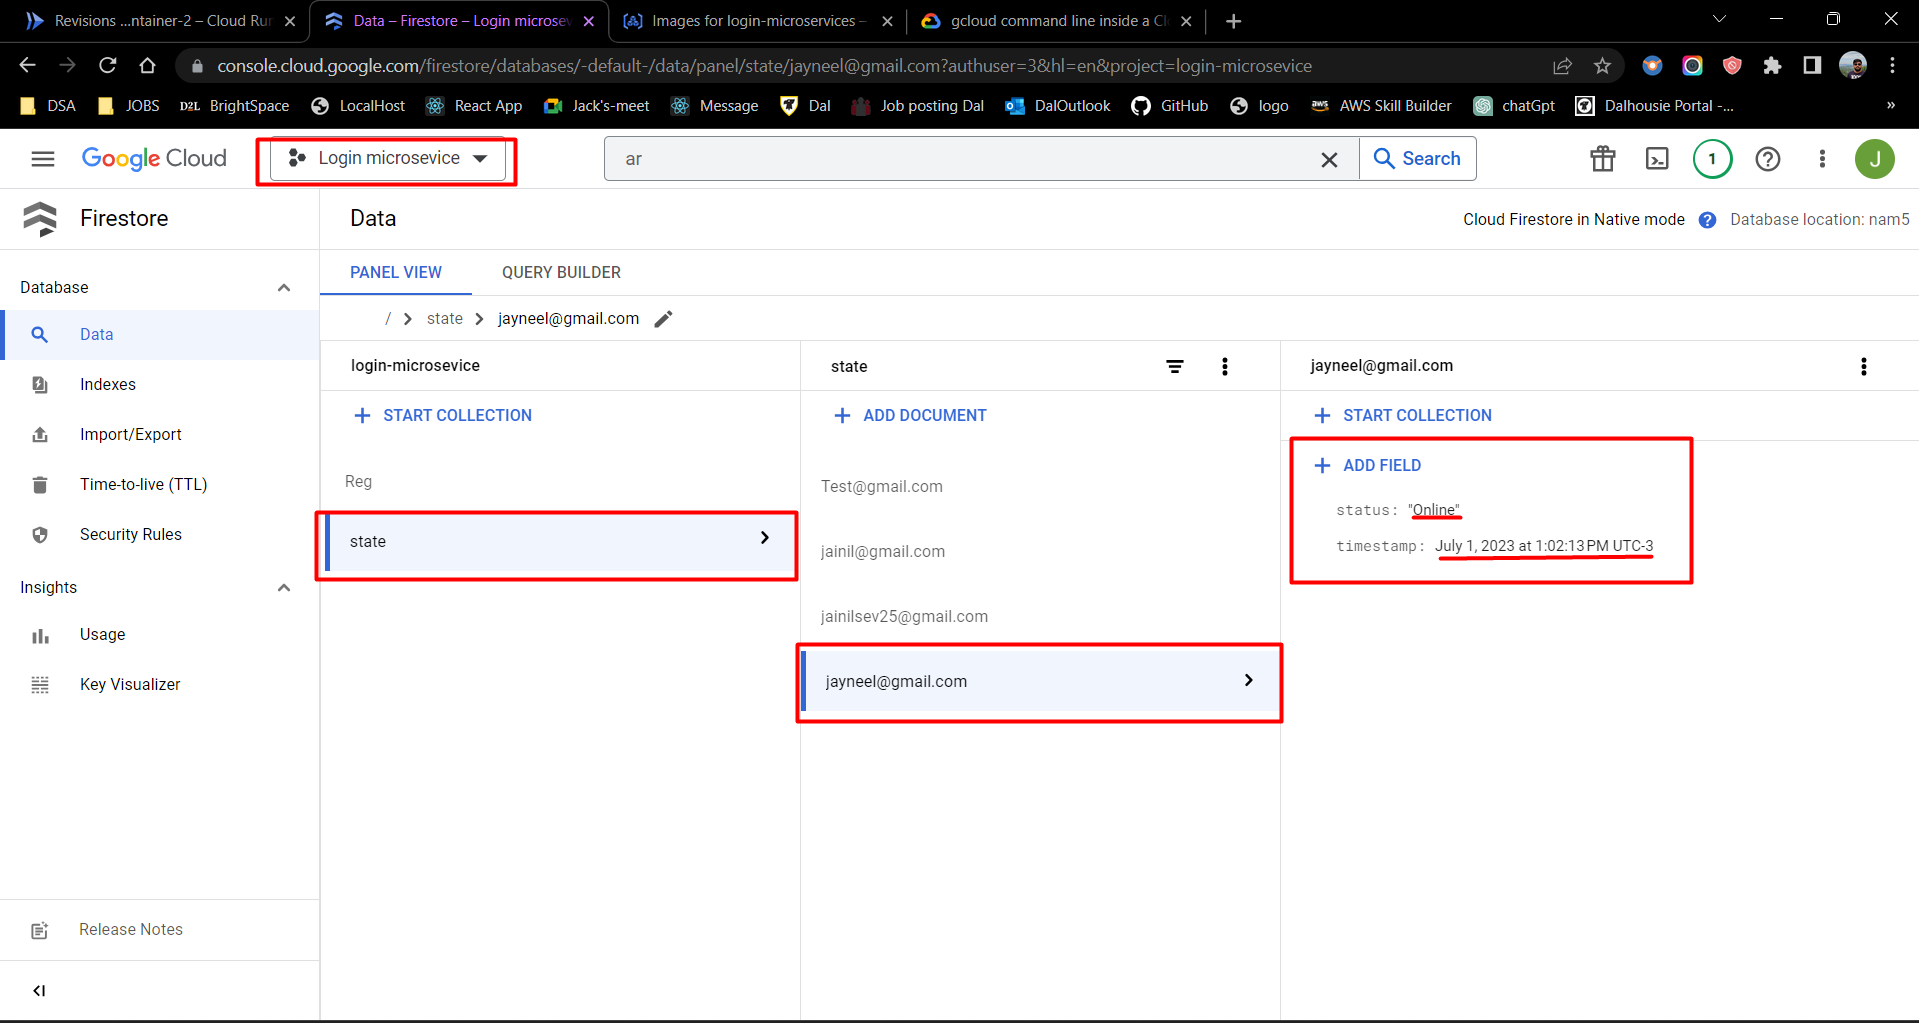 Revisions ...ntainer-2 – Cloud Run
Data – Firestore – Login microsev
Images for login-microservices –
gcloud command line inside a Cl
console.cloud.google.com/firestore/databases/-default-/data/panel/state/jayneel@gmail.com?authuser=3&hl=en&project=login-microsevice
DSA JOBS D2L BrightSpace LocalHost React App Jack's-meet Message Dal Job posting Dal DalOutlook GitHub logo aws AWS Skill Builder chatGpt Dalhousie Portal -... »
Google Cloud Login microsevice ar Search 1 J
Firestore
Data
Cloud Firestore in Native mode ? Database location: nam5
Database
Data
Indexes
Import/Export
Time-to-live (TTL)
Security Rules
Insights
Usage
Key Visualizer
Release Notes
PANEL VIEW QUERY BUILDER
/ state jayneel@gmail.com
login-microsevice
START COLLECTION
Reg
state
state
ADD DOCUMENT
Test@gmail.com
jainil@gmail.com
jainilsev25@gmail.com
jayneel@gmail.com
jayneel@gmail.com
START COLLECTION
ADD FIELD
status: "Online"
timestamp: July 1, 2023 at 1:02:13 PM UTC-3